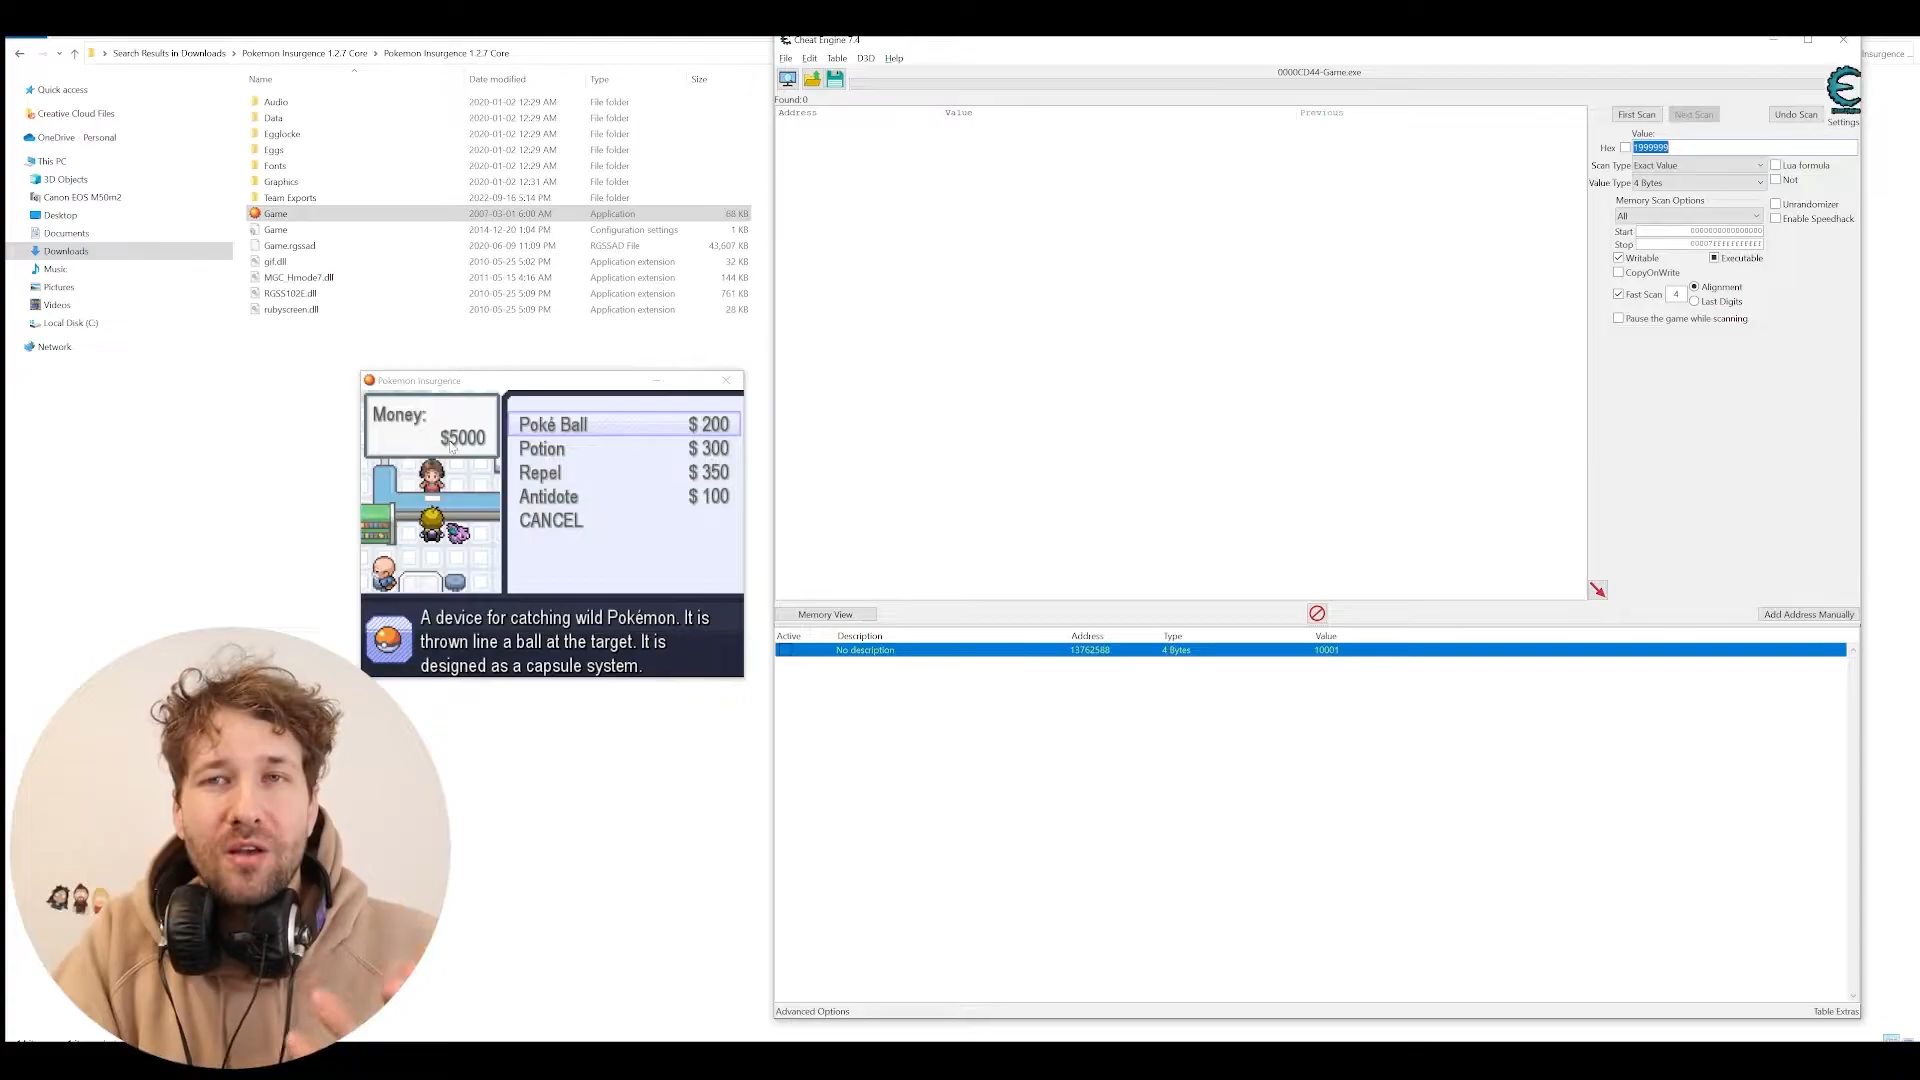 Search Results in Downloads > Pokemon Insurgence 1.2.7 Core > Pokemon Insurgence 1.2.7 Core
Name Date modified Type Size
Quick access
Creative Cloud Files
OneDrive - Personal
This PC
3D Objects
Canon EOS M50m2
Desktop
Documents
Downloads
Music
Pictures
Videos
Local Disk (C:)
Network
Audio 2020-01-02 12:29 AM File folder
Data 2020-01-02 12:29 AM File folder
Egglocke 2020-01-02 12:29 AM File folder
Eggs 2020-01-02 12:29 AM File folder
Fonts 2020-01-02 12:29 AM File folder
Graphics 2020-01-02 12:31 AM File folder
Team Exports 2022-09-16 5:14 PM File folder
Game 2007-03-01 6:00 AM Application 68 KB
Game 2014-12-20 1:04 PM Configuration settings 1 KB
Game.rgssad 2020-06-09 11:09 PM RGSSAD File 43,607 KB
gif.dll 2010-05-25 5:02 PM Application extension 32 KB
MGC_Hmode7.dll 2011-05-15 4:16 AM Application extension 144 KB
RGSS102E.dll 2010-05-25 5:09 PM Application extension 761 KB
rubyscreen.dll 2010-05-25 5:09 PM Application extension 28 KB
Pokemon Insurgence
Money:
$5000
Poké Ball $ 200
Potion $ 300
Repel $ 350
Antidote $ 100
CANCEL
A device for catching wild Pokémon. It is
thrown line a ball at the target. It is
designed as a capsule system.
Cheat Engine 7.4
File Edit Table D3D Help
0000CD44-Game.exe
Found:0
Address Value Previous
First Scan Next Scan Undo Scan
Settings
Value:
Hex 1999999
Scan Type Exact Value
Lua formula
Not
Value Type 4 Bytes
Memory Scan Options
All
Unrandomizer
Enable Speedhack
Start 0000000000000000
Stop 00007fffffffffff
Writable Executable
CopyOnWrite
Fast Scan 4 Alignment
Last Digits
Pause the game while scanning
Memory View
Add Address Manually
Active Description Address Type Value
No description 13762588 4 Bytes 10001
Advanced Options
Table Extras
Insurgence ...